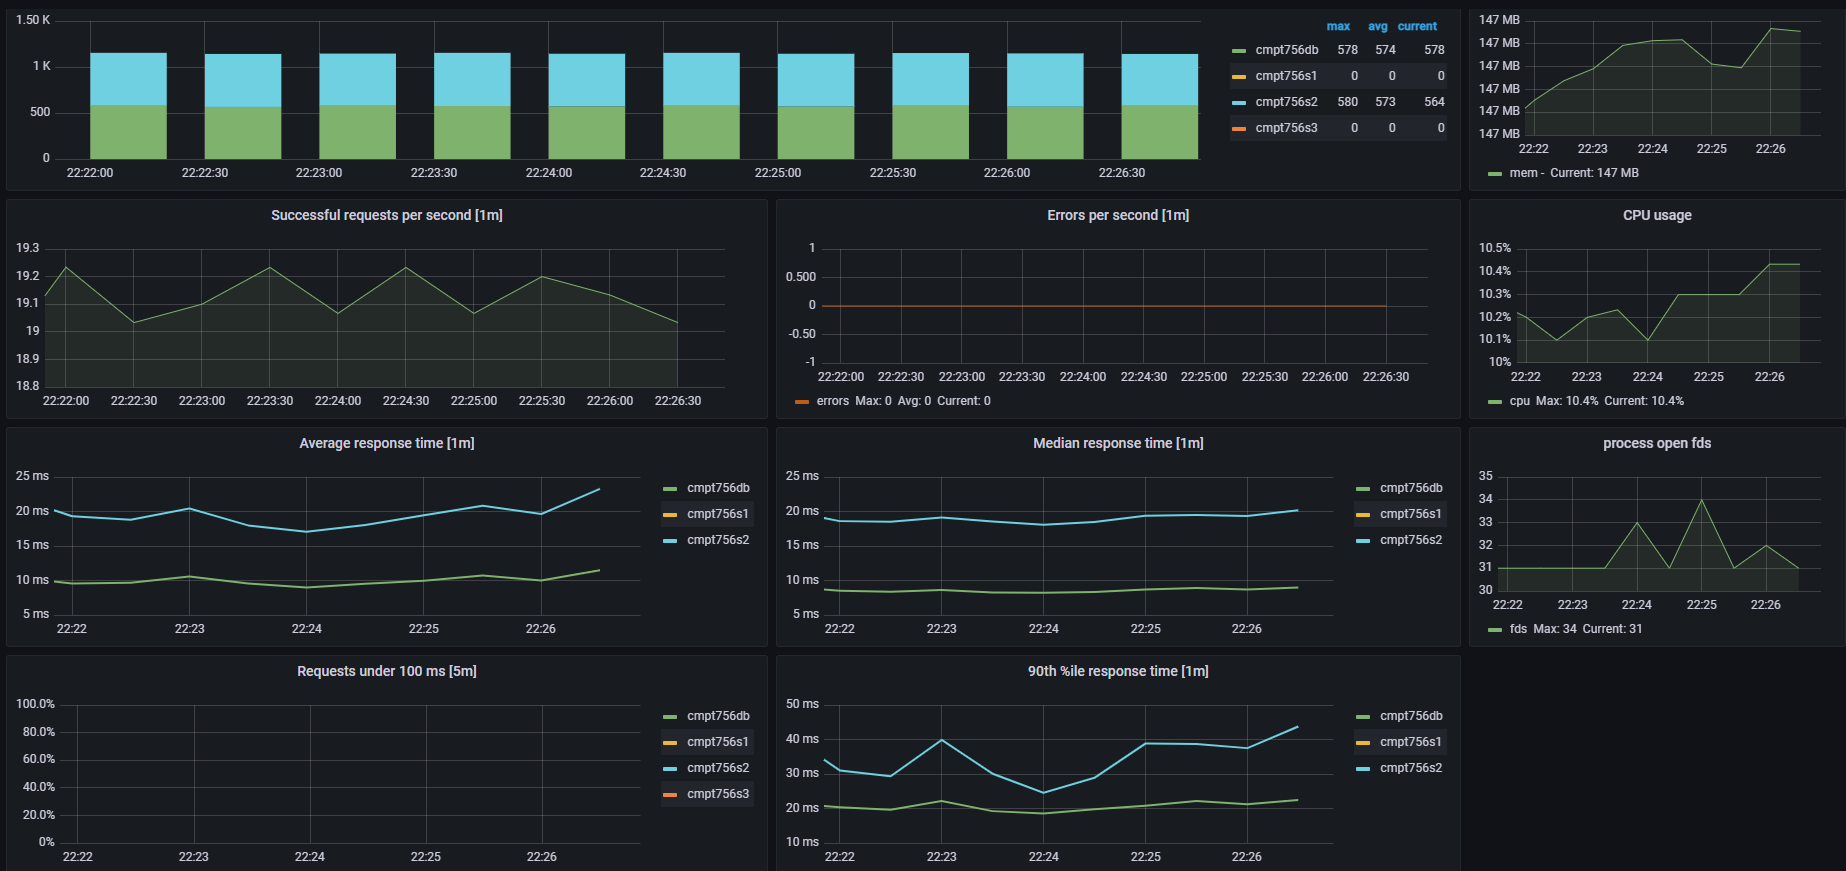 1.50 K
1 K
500
0
22:22:00 22:22:30 22:23:00 22:23:30 22:24:00 22:24:30 22:25:00 22:25:30 22:26:00 22:26:30
max avg current
cmpt756db 578 574 578
cmpt756s1 0 0 0
cmpt756s2 580 573 564
cmpt756s3 0 0 0
147 MB
147 MB
147 MB
147 MB
147 MB
147 MB
22:22 22:23 22:24 22:25 22:26
mem - Current: 147 MB
Successful requests per second [1m]
19.3
19.2
19.1
19
18.9
18.8
22:22:00 22:22:30 22:23:00 22:23:30 22:24:00 22:24:30 22:25:00 22:25:30 22:26:00 22:26:30
Errors per second [1m]
1
0.500
0
-0.50
-1
22:22:00 22:22:30 22:23:00 22:23:30 22:24:00 22:24:30 22:25:00 22:25:30 22:26:00 22:26:30
errors Max: 0 Avg: 0 Current: 0
CPU usage
10.5%
10.4%
10.3%
10.2%
10.1%
10%
22:22 22:23 22:24 22:25 22:26
cpu Max: 10.4% Current: 10.4%
Average response time [1m]
25 ms
20 ms
15 ms
10 ms
5 ms
22:22 22:23 22:24 22:25 22:26
cmpt756db
cmpt756s1
cmpt756s2
Median response time [1m]
25 ms
20 ms
15 ms
10 ms
5 ms
22:22 22:23 22:24 22:25 22:26
cmpt756db
cmpt756s1
cmpt756s2
process open fds
35
34
33
32
31
30
22:22 22:23 22:24 22:25 22:26
fds Max: 34 Current: 31
Requests under 100 ms [5m]
100.0%
80.0%
60.0%
40.0%
20.0%
0%
22:22 22:23 22:24 22:25 22:26
cmpt756db
cmpt756s1
cmpt756s2
cmpt756s3
90th %ile response time [1m]
50 ms
40 ms
30 ms
20 ms
10 ms
22:22 22:23 22:24 22:25 22:26
cmpt756db
cmpt756s1
cmpt756s2